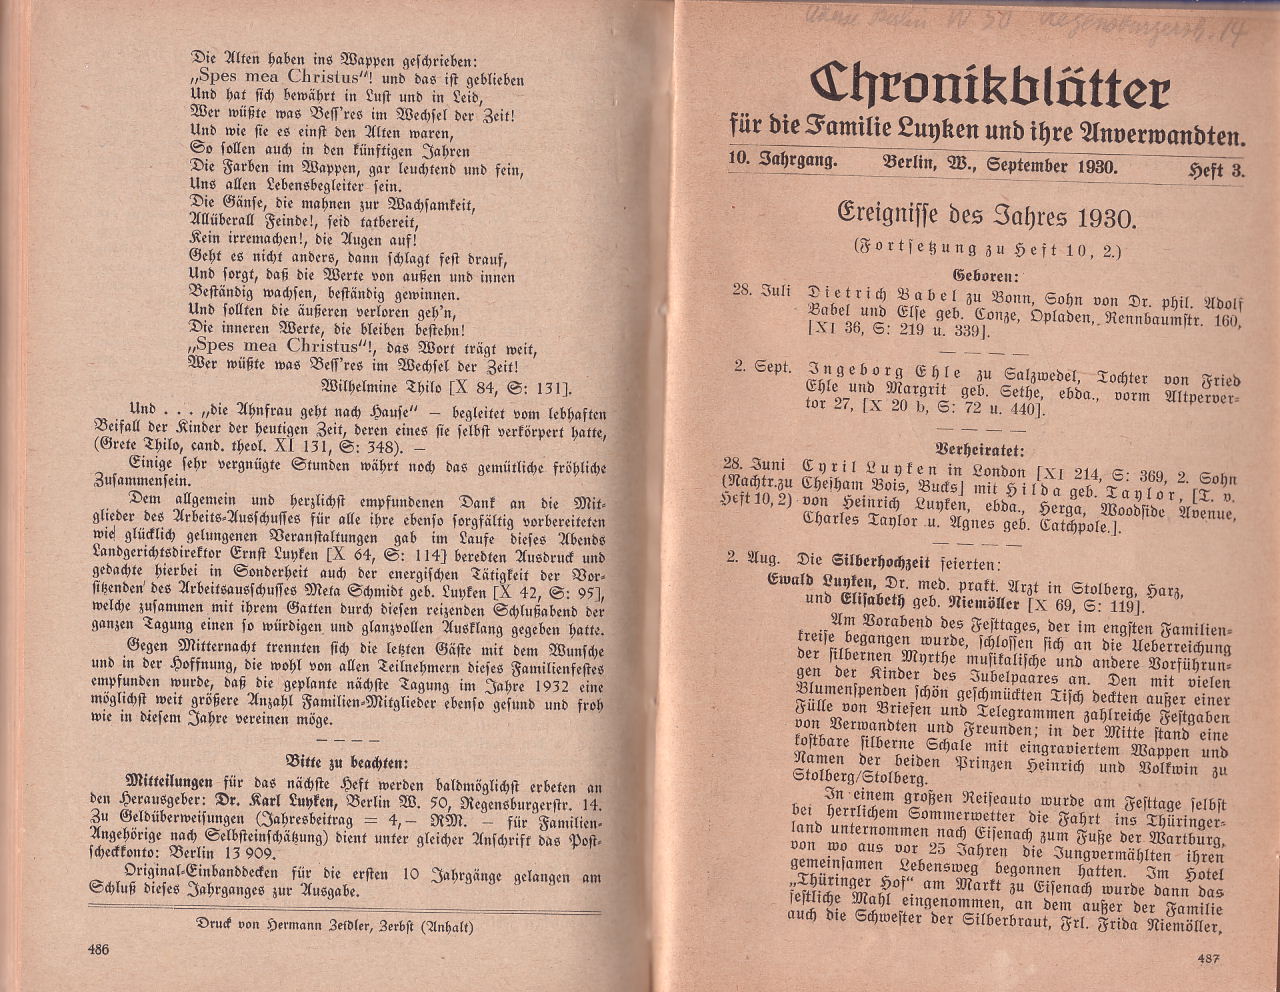 Die Alten haben ins Wappen geschrieben:
„Spes mea Christus“! und das ist geblieben
Und hat sich bewährt in Lust und in Leid,
Wer wüßte was Bess'res im Wechsel der Zeit!
Und wie sie es einst den Alten waren,
So sollen auch in den künftigen Jahren
Die Farben im Wappen, gar leuchtend und fein,
Uns allen Lebensbegleiter sein.
Die Gänse, die mahnen zur Wachsamkeit,
Allüberall Feinde!, seid tatbereit,
Kein irremachen!, die Augen auf!
Geht es nicht anders, dann schlagt fest drauf,
Und sorgt, daß die Werte von außen und innen
Beständig wachsen, beständig gewinnen.
Und sollten die äußeren verloren geh'n,
Die inneren Werte, die bleiben bestehn!
„Spes mea Christus“!, das Wort trägt weit,
Wer wüßte was Bess'res im Wechsel der Zeit!
Wilhelmine Thilo [X 84, S: 131].
Und . . . „die Ahnfrau geht nach Hause“ — begleitet vom lebhaften
Beifall der Kinder der heutigen Zeit, deren eines sie selbst verkörpert hatte,
(Grete Thilo, cand. theol. XI 131, S: 348). —
Einige sehr vergnügte Stunden währt noch das gemütliche fröhliche
Zusammensein.
Dem allgemein und herzlichst empfundenen Dank an die Mit-
glieder des Arbeits-Ausschusses für alle ihre ebenso sorgfältig vorbereiteten
wie glücklich gelungenen Veranstaltungen gab im Laufe dieses Abends
Landgerichtsdirektor Ernst Luyken [X 64, S: 114] beredten Ausdruck und
gedachte hierbei in Sonderheit auch der energischen Tätigkeit der Vor-
sitzenden des Arbeitsausschusses Meta Schmidt geb. Luyken [X 42, S: 95],
welche zusammen mit ihrem Gatten durch diesen reizenden Schlußabend der
ganzen Tagung einen so würdigen und glanzvollen Ausklang gegeben hatte.
Gegen Mitternacht trennten sich die letzten Gäste mit dem Wunsche
und in der Hoffnung, die wohl von allen Teilnehmern dieses Familienfestes
empfunden wurde, daß die geplante nächste Tagung im Jahre 1932 eine
möglichst weit größere Anzahl Familien-Mitglieder ebenso gesund und froh
wie in diesem Jahre vereinen möge.
— — — —
Bitte zu beachten:
Mitteilungen für das nächste Heft werden baldmöglichst erbeten an
den Herausgeber: Dr. Karl Luyken, Berlin W. 50, Regensburgerstr. 14.
Zu Geldüberweisungen (Jahresbeitrag = 4,— RM. — für Familien-
Angehörige nach Selbsteinschätzung) dient unter gleicher Anschrift das Post-
scheckkonto: Berlin 13 909.
Original-Einbanddecken für die ersten 10 Jahrgänge gelangen am
Schluß dieses Jahrganges zur Ausgabe.
Druck von Hermann Zeidler, Zerbst (Anhalt)
486
Berlin W 50 Regensburgerstr. 14
Chronikblätter
für die Familie Luyken und ihre Anverwandten.
10. Jahrgang. Berlin, W., September 1930. Heft 3.
Ereignisse des Jahres 1930.
(Fortsetzung zu Heft 10, 2.)
Geboren:
28. Juli Dietrich Babel zu Bonn, Sohn von Dr. phil. Adolf
Babel und Else geb. Conze, Opladen, Rennbaumstr. 160,
[XI 36, S: 219 u. 339].
— — — — —
2. Sept. Ingeborg Ehle zu Salzwedel, Tochter von Fried
Ehle und Margrit geb. Sethe, ebda., vorm Altperver-
tor 27, [X 20 b, S: 72 u. 440].
— — — — —
Verheiratet:
28. Juni Cyril Luyken in London [XI 214, S: 369, 2. Sohn
(Nachtr.zu Chesham Bois, Bucks] mit Hilda geb. Taylor, [T. v.
Heft 10, 2) von Heinrich Luyken, ebda., Herga, Woodside Avenue,
Charles Taylor u. Agnes geb. Catchpole.].
— — — — —
2. Aug. Die Silberhochzeit feierten:
Ewald Luyken, Dr. med. prakt. Arzt in Stolberg, Harz,
und Elisabeth geb. Niemöller [X 69, S: 119].
Am Vorabend des Festtages, der im engsten Familien-
kreise begangen wurde, schlossen sich an die Ueberreichung
der silbernen Myrthe musikalische und andere Vorführun-
gen der Kinder des Jubelpaares an. Den mit vielen
Blumenspenden schön geschmückten Tisch deckten außer einer
Fülle von Briefen und Telegrammen zahlreiche Festgaben
von Verwandten und Freunden; in der Mitte stand eine
kostbare silberne Schale mit eingraviertem Wappen und
Namen der beiden Prinzen Heinrich und Volkwin zu
Stolberg/Stolberg.
In einem großen Reiseauto wurde am Festtage selbst
bei herrlichem Sommerwetter die Fahrt ins Thüringer-
land unternommen nach Eisenach zum Fuße der Wartburg,
von wo aus vor 25 Jahren die Jungvermählten ihren
gemeinsamen Lebensweg begonnen hatten. Im Hotel
„Thüringer Hof“ am Markt zu Eisenach wurde dann das
festliche Mahl eingenommen, an dem außer der Familie
auch die Schwester der Silberbraut, Frl. Frida Niemöller,
487